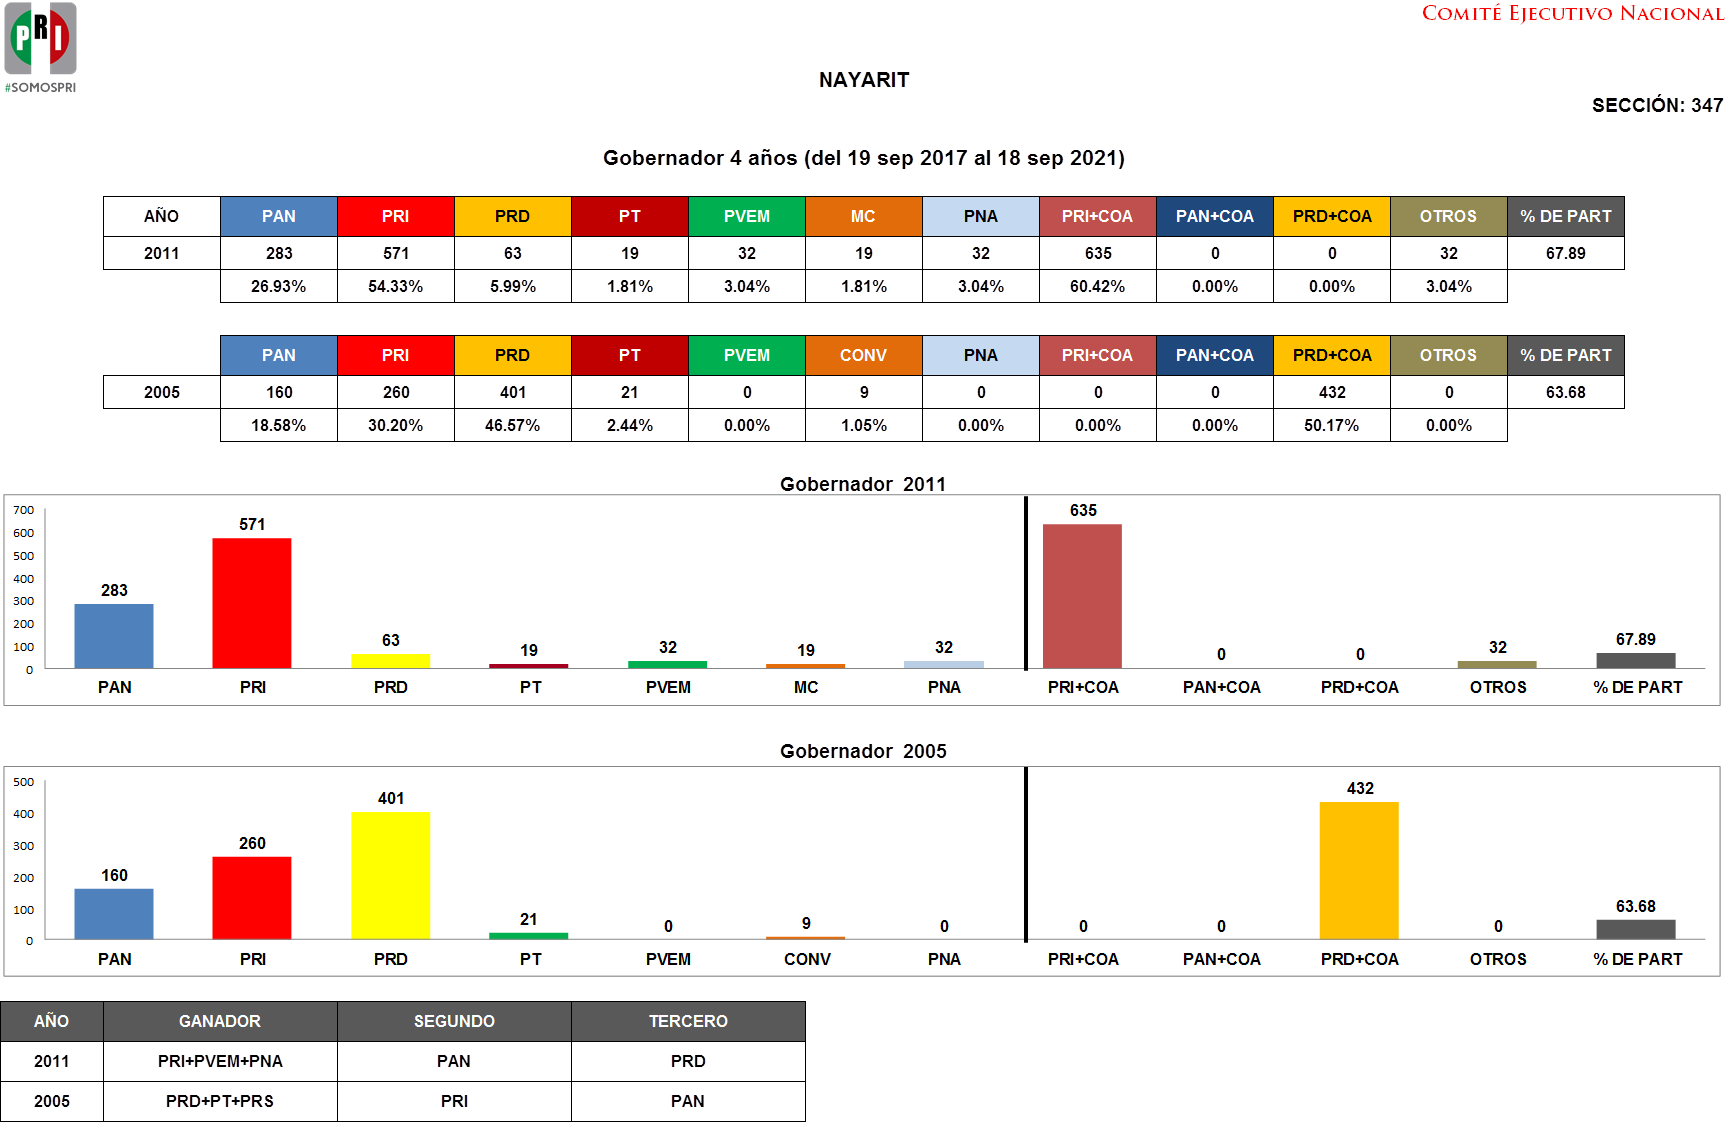 PRI
#SOMOSPRI
COMITÉ EJECUTIVO NACIONAL
NAYARIT
SECCIÓN: 347
Gobernador 4 años (del 19 sep 2017 al 18 sep 2021)
AÑO PAN PRI PRD PT PVEM MC PNA PRI+COA PAN+COA PRD+COA OTROS % DE PART
2011 283 571 63 19 32 19 32 635 0 0 32 67.89
26.93% 54.33% 5.99% 1.81% 3.04% 1.81% 3.04% 60.42% 0.00% 0.00% 3.04%
PAN PRI PRD PT PVEM CONV PNA PRI+COA PAN+COA PRD+COA OTROS % DE PART
2005 160 260 401 21 0 9 0 0 0 432 0 63.68
18.58% 30.20% 46.57% 2.44% 0.00% 1.05% 0.00% 0.00% 0.00% 50.17% 0.00%
Gobernador 2011
700
600
500
400
300
200
100
0
283 571 63 19 32 19 32 635 0 0 32 67.89
PAN PRI PRD PT PVEM MC PNA PRI+COA PAN+COA PRD+COA OTROS % DE PART
Gobernador 2005
500
400
300
200
100
0
160 260 401 21 0 9 0 0 0 432 0 63.68
PAN PRI PRD PT PVEM CONV PNA PRI+COA PAN+COA PRD+COA OTROS % DE PART
AÑO GANADOR SEGUNDO TERCERO
2011 PRI+PVEM+PNA PAN PRD
2005 PRD+PT+PRS PRI PAN